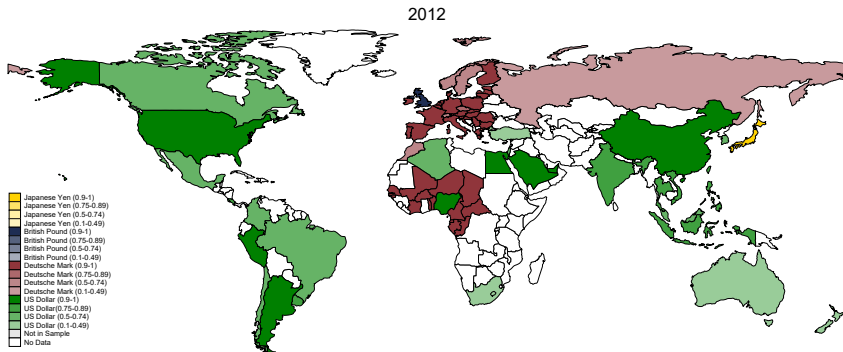 2012
Japanese Yen (0.9-1)
Japanese Yen (0.75-0.89)
Japanese Yen (0.5-0.74)
Japanese Yen (0.1-0.49)
British Pound (0.9-1)
British Pound (0.75-0.89)
British Pound (0.5-0.74)
British Pound (0.1-0.49)
Deutsche Mark (0.9-1)
Deutsche Mark (0.75-0.89)
Deutsche Mark (0.5-0.74)
Deutsche Mark (0.1-0.49)
US Dollar (0.9-1)
US Dollar(0.75-0.89)
US Dollar (0.5-0.74)
US Dollar (0.1-0.49)
Not in Sample
No Data